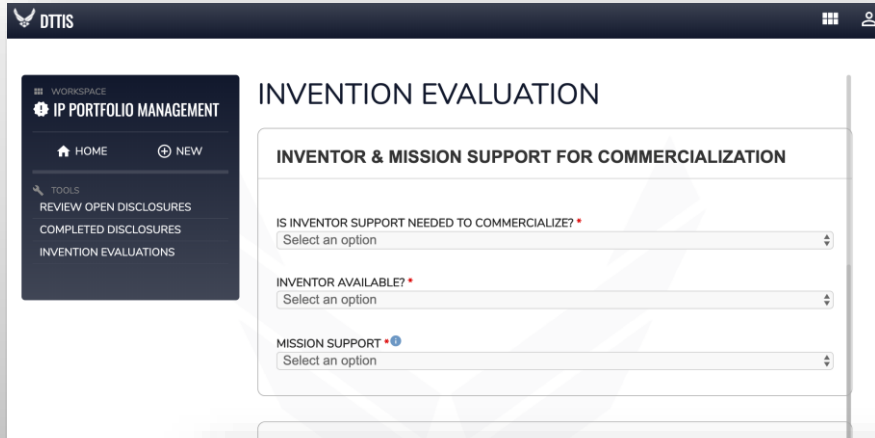 DTTIS
WORKSPACE
IP PORTFOLIO MANAGEMENT
HOME
NEW
TOOLS
REVIEW OPEN DISCLOSURES
COMPLETED DISCLOSURES
INVENTION EVALUATIONS
INVENTION EVALUATION
INVENTOR & MISSION SUPPORT FOR COMMERCIALIZATION
IS INVENTOR SUPPORT NEEDED TO COMMERCIALIZE? *
Select an option
INVENTOR AVAILABLE? *
Select an option
MISSION SUPPORT *
Select an option